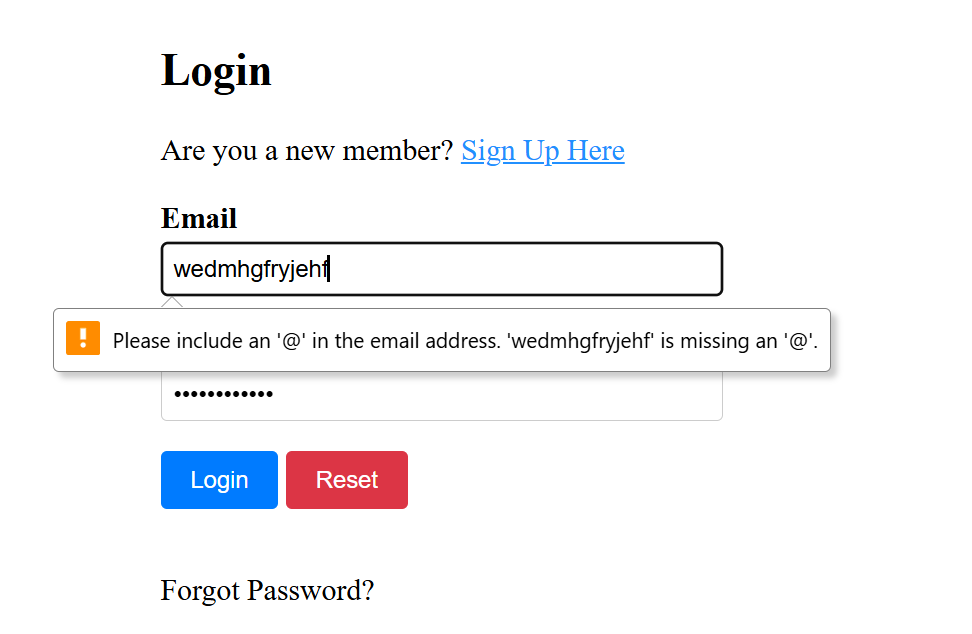 Login
Are you a new member? Sign Up Here
Email
wedmhgfryjehf
Please include an '@' in the email address. 'wedmhgfryjehf' is missing an '@'.
••••••••••••
Login Reset
Forgot Password?